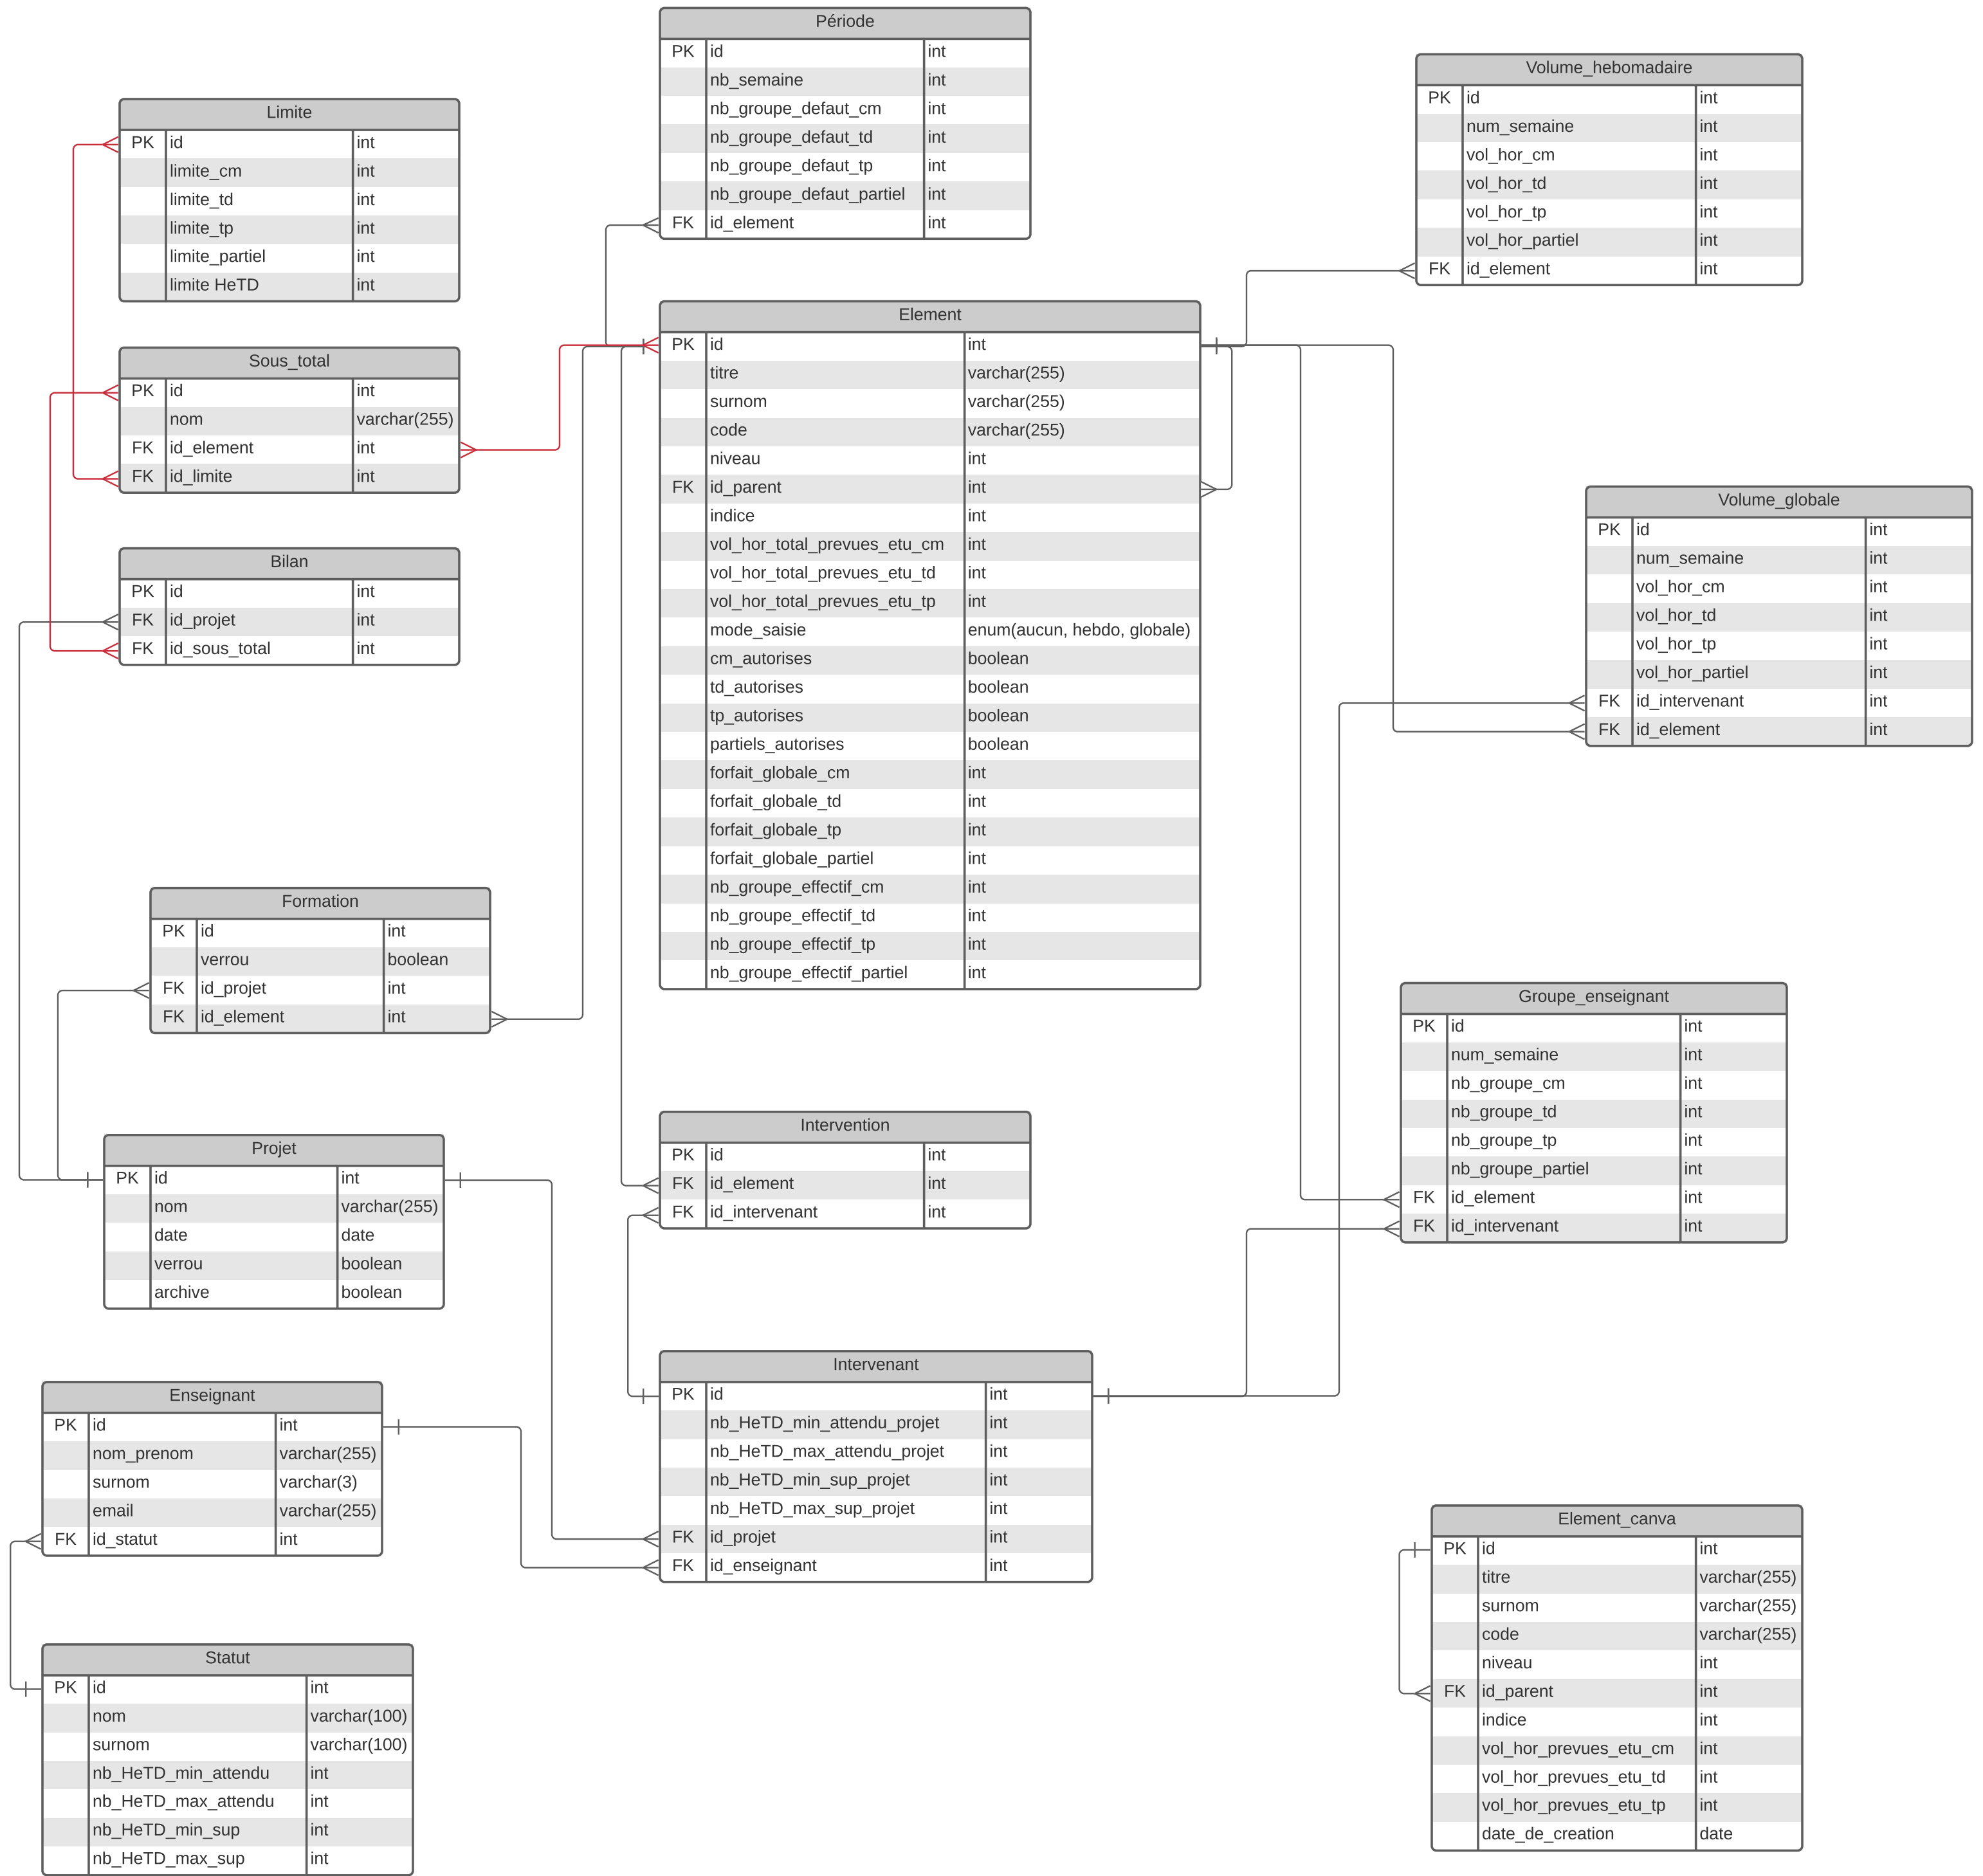 Période
PK id int
nb_semaine int
nb_groupe_defaut_cm int
nb_groupe_defaut_td int
nb_groupe_defaut_tp int
nb_groupe_defaut_partiel int
FK id_element int
Volume_hebomadaire
PK id int
num_semaine int
vol_hor_cm int
vol_hor_td int
vol_hor_tp int
vol_hor_partiel int
FK id_element int
Limite
PK id int
limite_cm int
limite_td int
limite_tp int
limite_partiel int
limite HeTD int
Element
PK id int
titre varchar(255)
surnom varchar(255)
code varchar(255)
niveau int
FK id_parent int
indice int
vol_hor_total_prevues_etu_cm int
vol_hor_total_prevues_etu_td int
vol_hor_total_prevues_etu_tp int
mode_saisie enum(aucun, hebdo, globale)
cm_autorises boolean
td_autorises boolean
tp_autorises boolean
partiels_autorises boolean
forfait_globale_cm int
forfait_globale_td int
forfait_globale_tp int
forfait_globale_partiel int
nb_groupe_effectif_cm int
nb_groupe_effectif_td int
nb_groupe_effectif_tp int
nb_groupe_effectif_partiel int
Sous_total
PK id int
nom varchar(255)
FK id_element int
FK id_limite int
Volume_globale
PK id int
num_semaine int
vol_hor_cm int
vol_hor_td int
vol_hor_tp int
vol_hor_partiel int
FK id_intervenant int
FK id_element int
Bilan
PK id int
FK id_projet int
FK id_sous_total int
Formation
PK id int
verrou boolean
FK id_projet int
FK id_element int
Groupe_enseignant
PK id int
num_semaine int
nb_groupe_cm int
nb_groupe_td int
nb_groupe_tp int
nb_groupe_partiel int
FK id_element int
FK id_intervenant int
Intervention
PK id int
FK id_element int
FK id_intervenant int
Projet
PK id int
nom varchar(255)
date date
verrou boolean
archive boolean
Intervenant
PK id int
nb_HeTD_min_attendu_projet int
nb_HeTD_max_attendu_projet int
nb_HeTD_min_sup_projet int
nb_HeTD_max_sup_projet int
FK id_projet int
FK id_enseignant int
Enseignant
PK id int
nom_prenom varchar(255)
surnom varchar(3)
email varchar(255)
FK id_statut int
Element_canva
PK id int
titre varchar(255)
surnom varchar(255)
code varchar(255)
niveau int
FK id_parent int
indice int
vol_hor_prevues_etu_cm int
vol_hor_prevues_etu_td int
vol_hor_prevues_etu_tp int
date_de_creation date
Statut
PK id int
nom varchar(100)
surnom varchar(100)
nb_HeTD_min_attendu int
nb_HeTD_max_attendu int
nb_HeTD_min_sup int
nb_HeTD_max_sup int